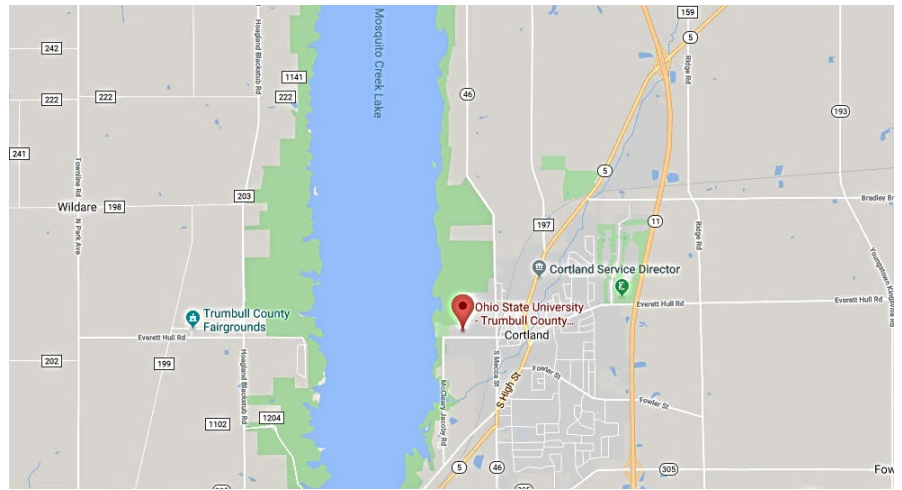 159
5
242
Hoagland Blackstub Rd
Mosquito Creek Lake
Ridge Rd
1141
222
222
222
46
193
241
Townline Rd
5
203
Bradley Br
Wildare
198
N Park Ave
197
11
Ridge Rd
Youngstown Kingsville Rd
Cortland Service Director
Trumbull County
Fairgrounds
Ohio State University
- Trumbull County...
Cortland
Everett Hull Rd
Everett Hull Rd
Everett Hull Rd
202
199
Hoagland Blackstub Rd
S Mecca St
Fowler St
McCleary Jacoby Rd
S High St
Fowler St
1204
1102
5
46
305
Fow
305
305